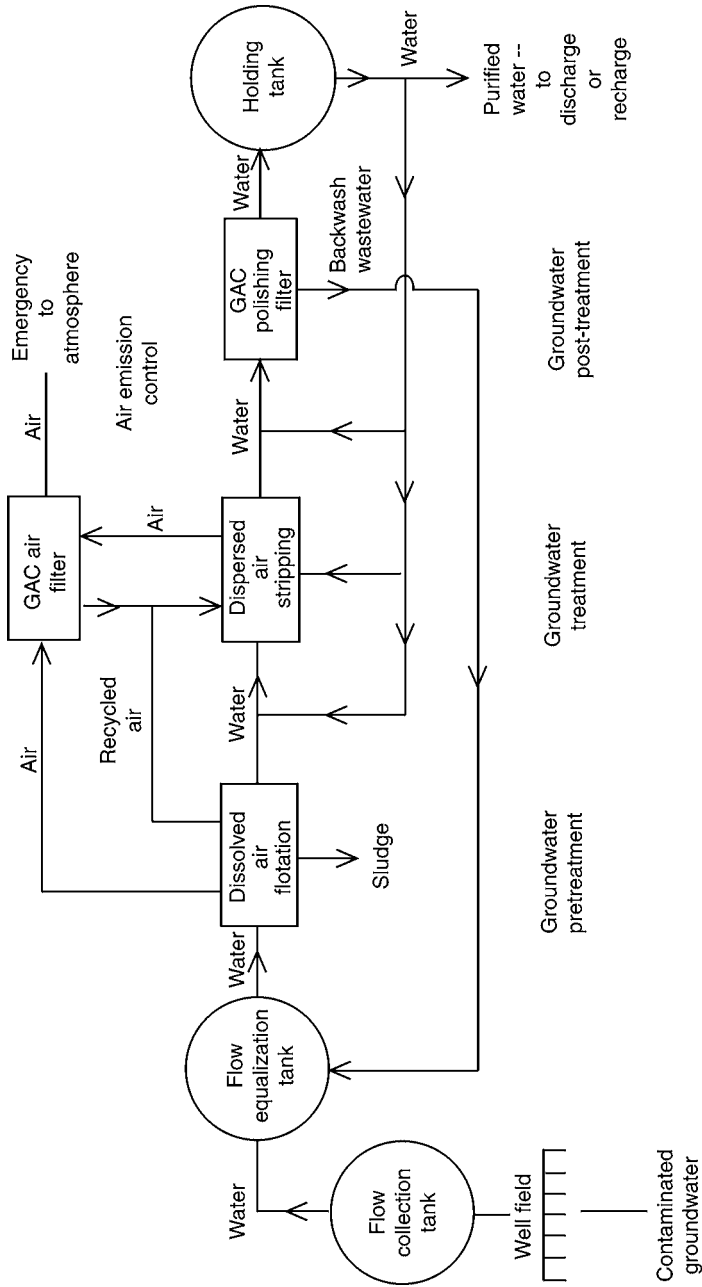 Emergency
to
atmosphere
Air
GAC air
filter
Air emission
control
Air
Recycled
air
Air
Holding
tank
Water
GAC
polishing
filter
Water
Dispersed
air
stripping
Water
Dissolved
air
flotation
Water
Flow
equalization
tank
Water
Backwash
wastewater
Sludge
Water
Purified
water --
to
discharge
or
recharge
Flow
collection
tank
Well field
Contaminated
groundwater
Groundwater
pretreatment
Groundwater
treatment
Groundwater
post-treatment